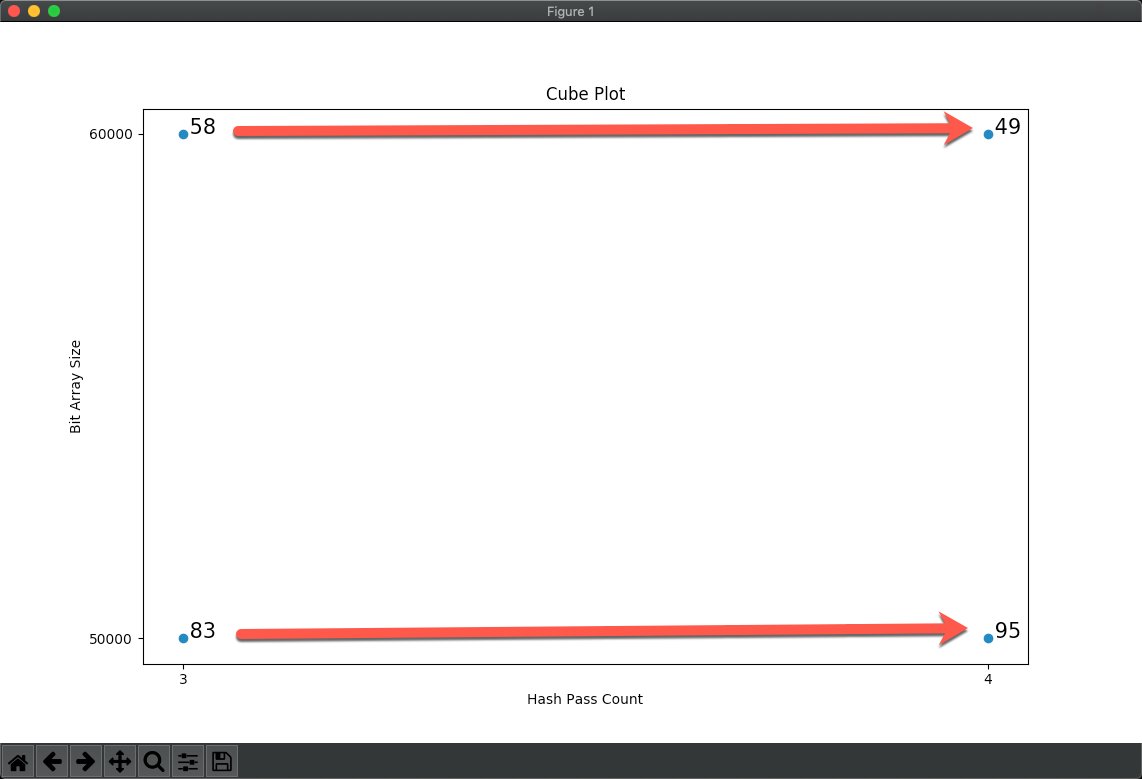 Figure 1
Cube Plot
60000
58
49
Bit Array Size
50000
83
95
3
4
Hash Pass Count